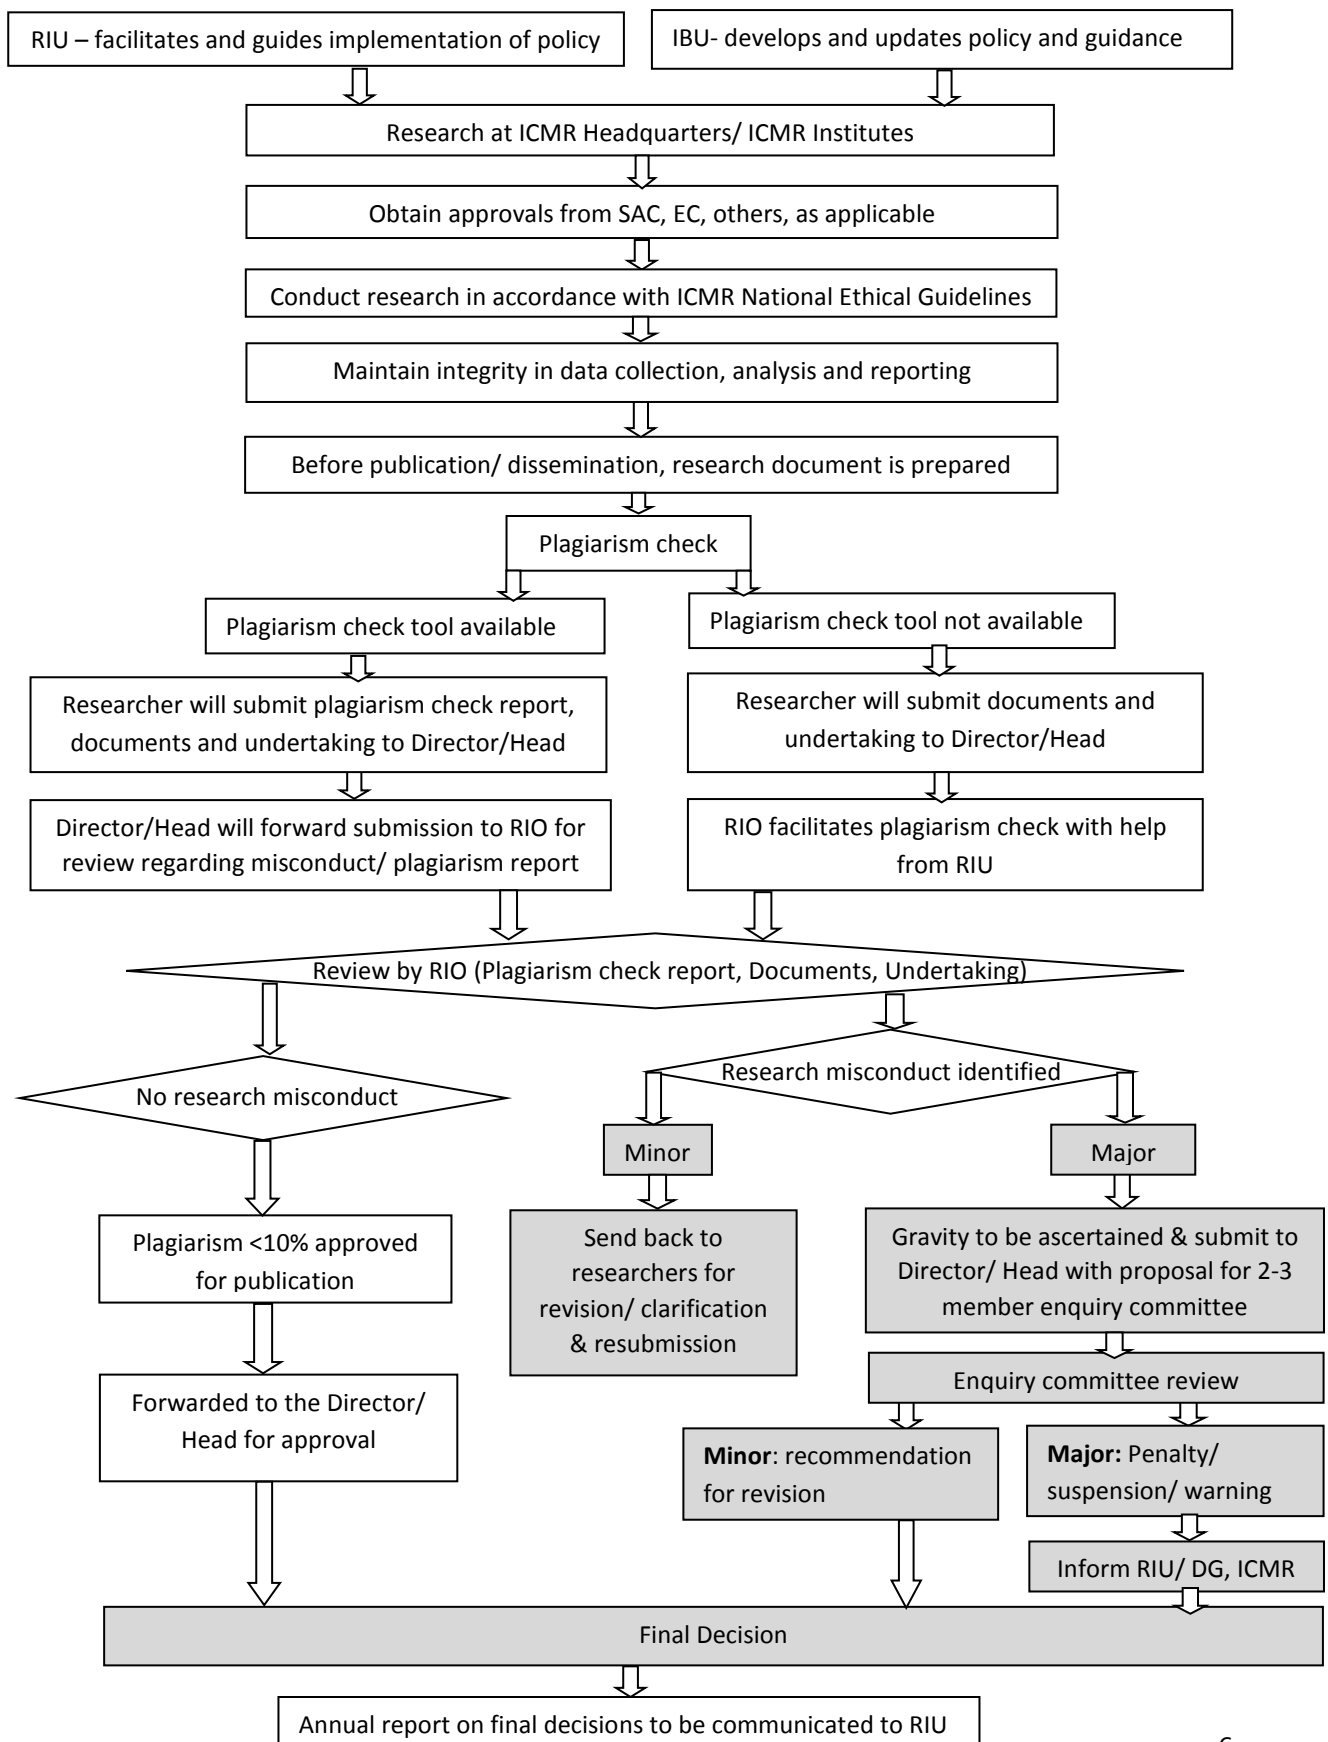 RIU – facilitates and guides implementation of policy
IBU- develops and updates policy and guidance
Research at ICMR Headquarters/ ICMR Institutes
Obtain approvals from SAC, EC, others, as applicable
Conduct research in accordance with ICMR National Ethical Guidelines
Maintain integrity in data collection, analysis and reporting
Before publication/ dissemination, research document is prepared
Plagiarism check
Plagiarism check tool available
Plagiarism check tool not available
Researcher will submit plagiarism check report,
documents and undertaking to Director/Head
Researcher will submit documents and
undertaking to Director/Head
Director/Head will forward submission to RIO for
review regarding misconduct/ plagiarism report
RIO facilitates plagiarism check with help
from RIU
Review by RIO (Plagiarism check report, Documents, Undertaking)
No research misconduct
Research misconduct identified
Minor
Major
Plagiarism <10% approved
for publication
Send back to
researchers for
revision/ clarification
& resubmission
Gravity to be ascertained & submit to
Director/ Head with proposal for 2-3
member enquiry committee
Enquiry committee review
Forwarded to the Director/
Head for approval
Minor: recommendation
for revision
Major: Penalty/
suspension/ warning
Inform RIU/ DG, ICMR
Final Decision
Annual report on final decisions to be communicated to RIU